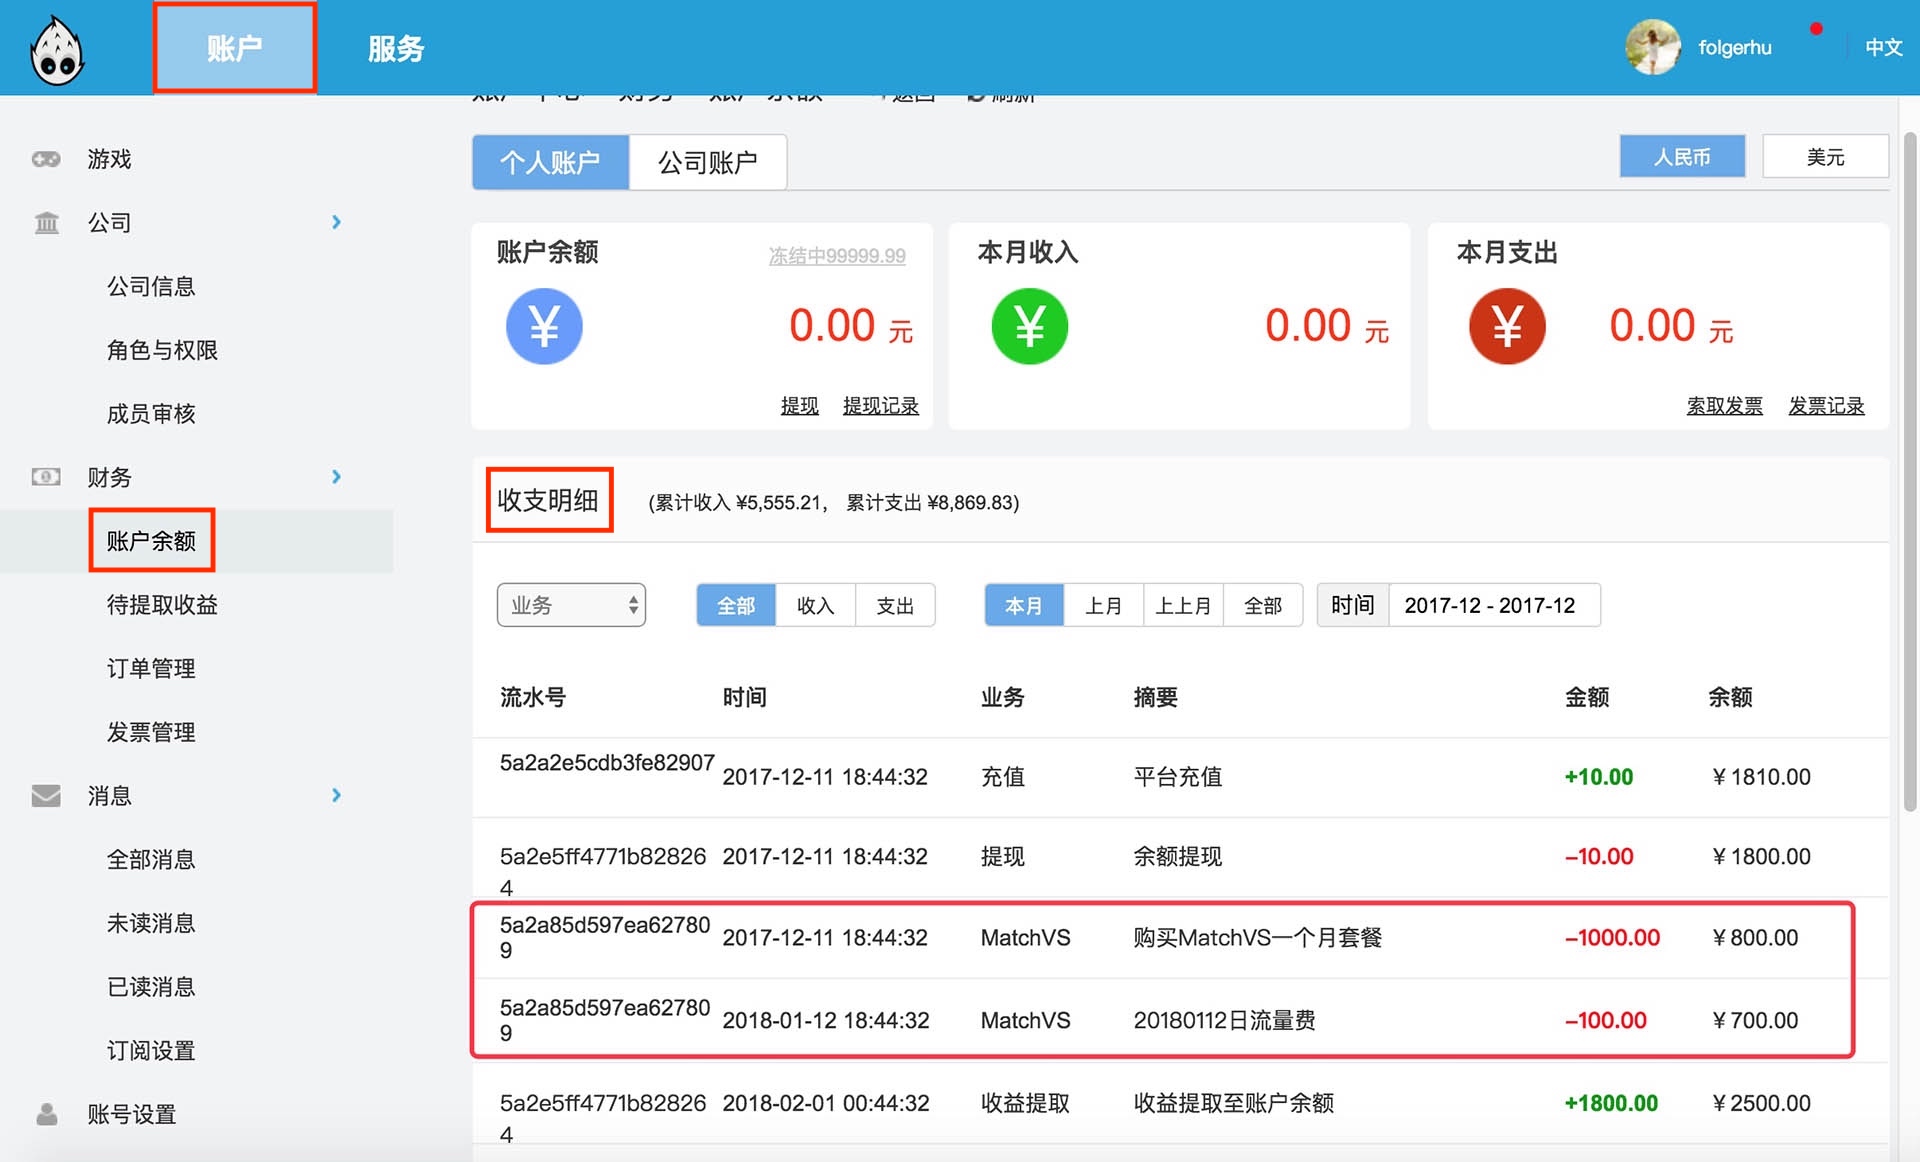 账户
服务
folgerhu
中文
游戏
公司
公司信息
角色与权限
成员审核
财务
账户余额
待提取收益
订单管理
发票管理
消息
全部消息
未读消息
已读消息
订阅设置
账号设置
个人账户 公司账户
人民币 美元
账户余额 冻结中99999.99
0.00 元
提现 提现记录
本月收入
0.00 元
本月支出
0.00 元
索取发票 发票记录
收支明细 (累计收入 ¥5,555.21, 累计支出 ¥8,869.83)
业务 全部 收入 支出 本月 上月 上上月 全部 时间 2017-12 - 2017-12
流水号 时间 业务 摘要 金额 余额
5a2a2e5cdb3fe82907 2017-12-11 18:44:32 充值 平台充值 +10.00 ¥1810.00
5a2e5ff4771b82826 2017-12-11 18:44:32 提现 余额提现 –10.00 ¥1800.00
4
5a2a85d597ea62780 2017-12-11 18:44:32 MatchVS 购买MatchVS一个月套餐 –1000.00 ¥800.00
9
5a2a85d597ea62780 2018-01-12 18:44:32 MatchVS 20180112日流量费 –100.00 ¥700.00
9
5a2e5ff4771b82826 2018-02-01 00:44:32 收益提取 收益提取至账户余额 +1800.00 ¥2500.00
4